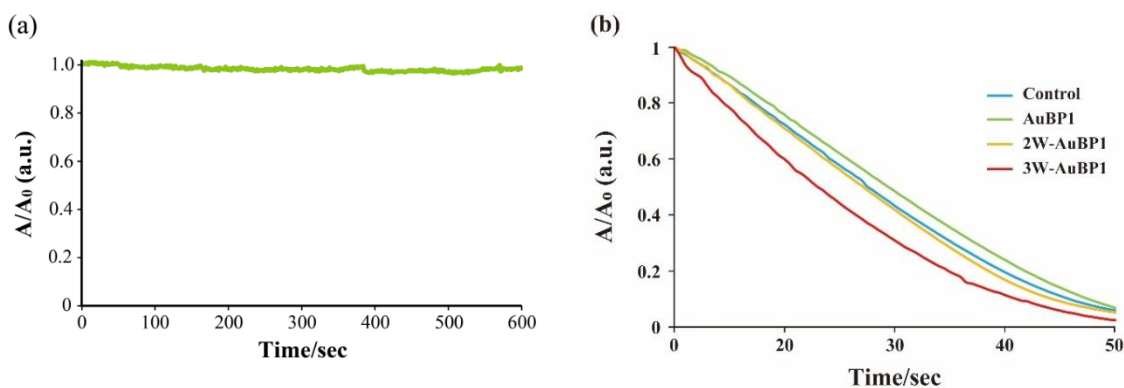 (a)
A/A₀ (a.u.)
1.0
0.8
0.6
0.4
0.2
0
0 100 200 300 400 500 600
Time/sec
(b)
A/Aₒ (a.u.)
1
0.8
0.6
0.4
0.2
0
Control
AuBP1
2W-AuBP1
3W-AuBP1
0 20 30 40 50
Time/sec